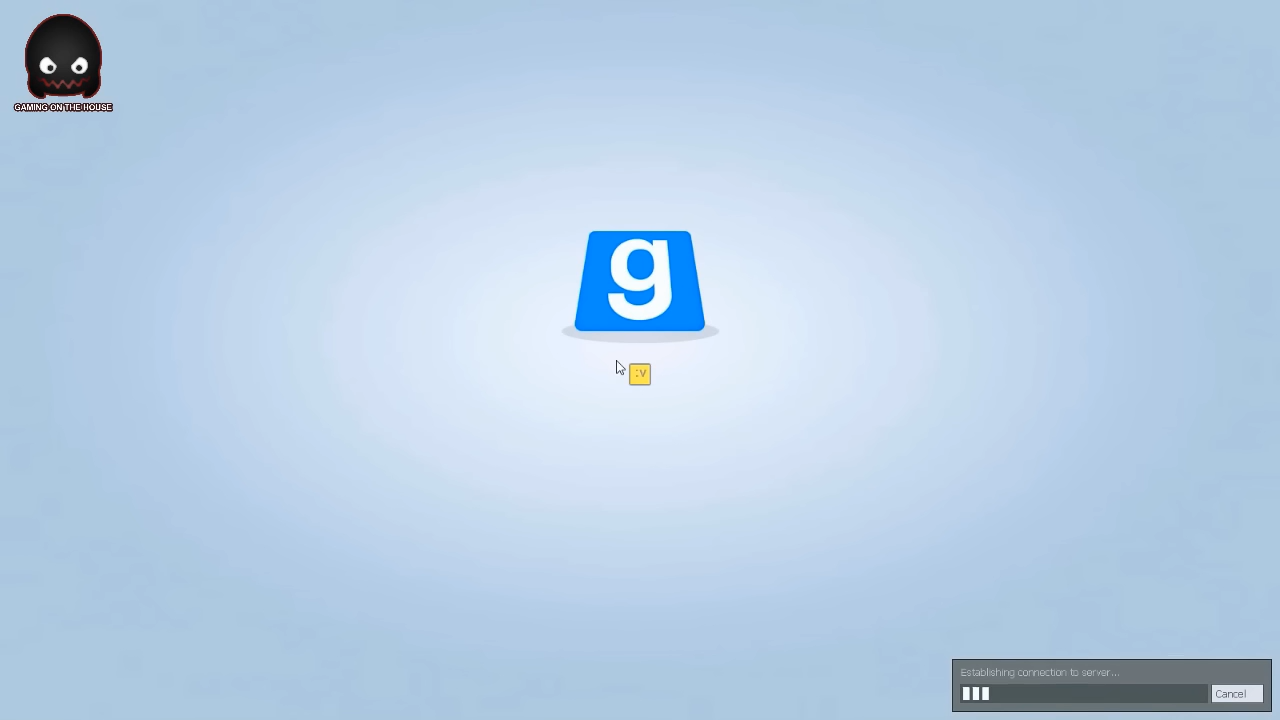 GAMING ON THE HOUSE
g
:v
Establishing connection to server...
Cancel